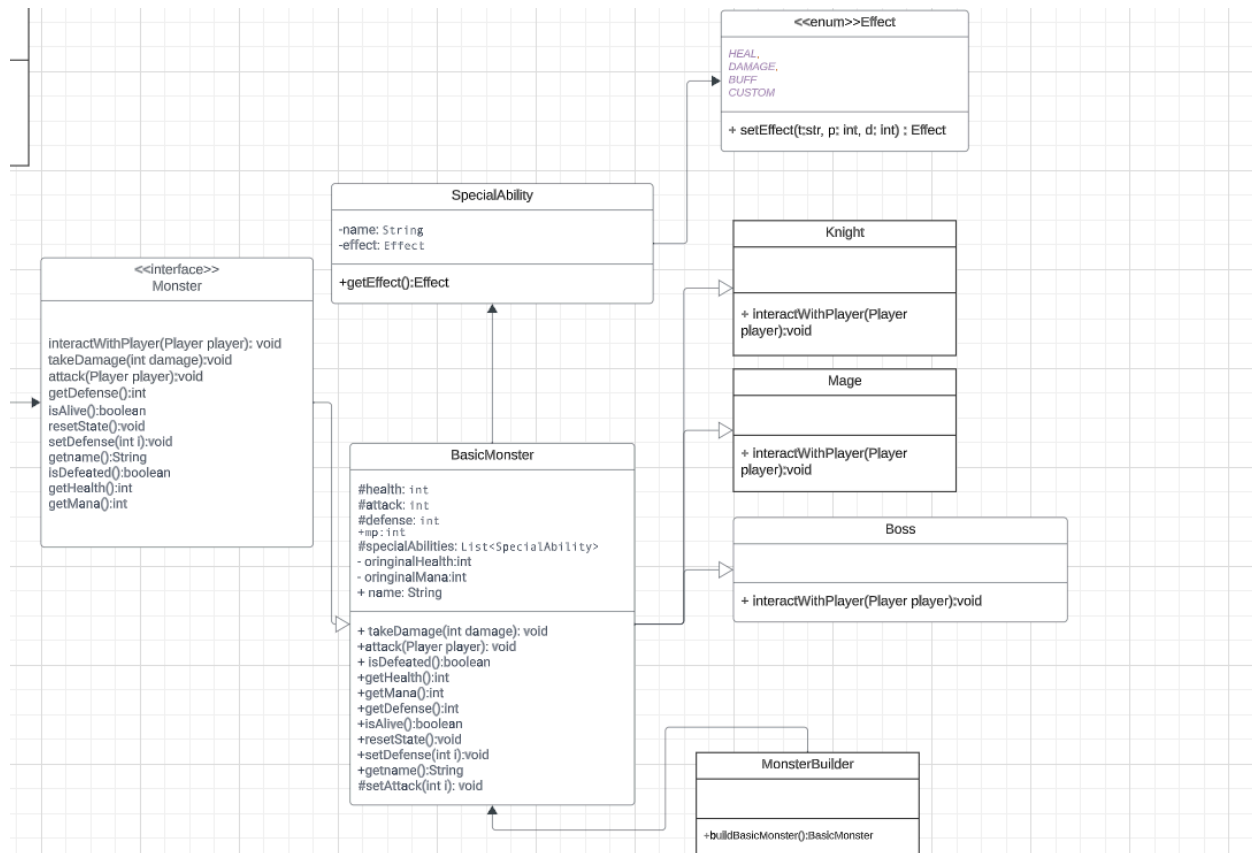 <<enum>>Effect
HEAL,
DAMAGE,
BUFF
CUSTOM
+ setEffect(t:str, p: int, d: int) : Effect
SpecialAbility
-name: String
-effect: Effect
+getEffect():Effect
<<interface>>
Monster
interactWithPlayer(Player player): void
takeDamage(int damage):void
attack(Player player):void
getDefense():int
isAlive():boolean
resetState():void
setDefense(int i):void
getname():String
isDefeated():boolean
getHealth():int
getMana():int
Knight
+ interactWithPlayer(Player
player):void
Mage
+ interactWithPlayer(Player
player):void
BasicMonster
#health: int
#attack: int
#defense: int
+mp:int
#specialAbilities: List<SpecialAbility>
- oringinalHealth:int
- oringinalMana:int
+ name: String
+ takeDamage(int damage): void
+attack(Player player): void
+ isDefeated():boolean
+getHealth():int
+getMana():int
+getDefense():int
+isAlive():boolean
+resetState():void
+setDefense(int i):void
+getname():String
#setAttack(int i): void
Boss
+ interactWithPlayer(Player player):void
MonsterBuilder
+buildBasicMonster():BasicMonster